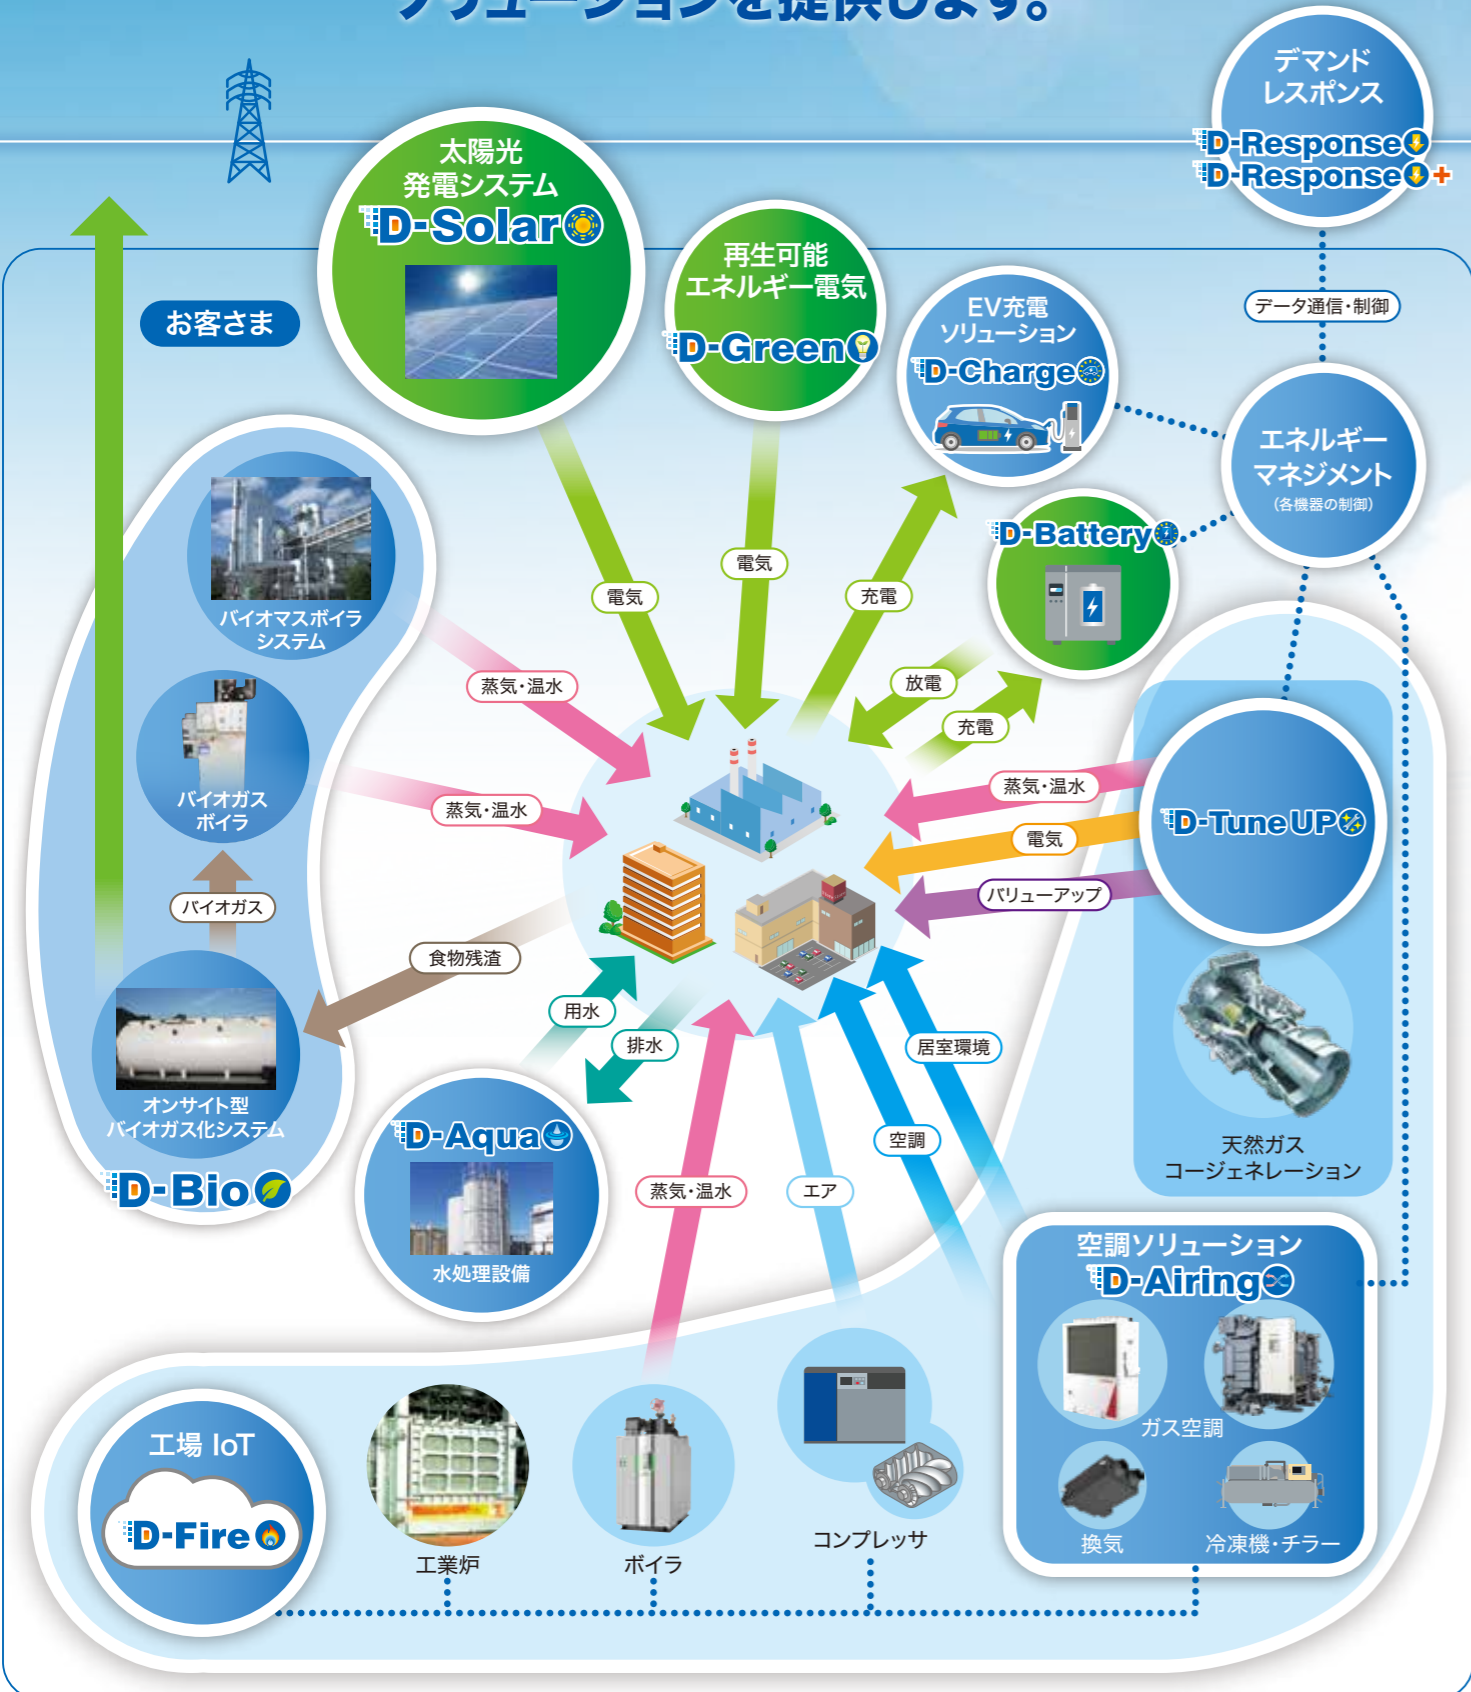 ソリューションを提供します。
デマンド
レスポンス
D-Response
D-Response+
太陽光
発電システム
D-Solar
再生可能
エネルギー電気
D-Green
EV充電
ソリューション
D-Charge
データ通信・制御
お客さま
エネルギー
マネジメント
(各機器の制御)
D-Battery
バイオマスボイラ
システム
電気
電気
充電
放電
充電
蒸気・温水
蒸気・温水
バイオガス
ボイラ
蒸気・温水
電気
バリューアップ
D-TuneUP
バイオガス
食物残渣
用水
排水
オンサイト型
バイオガス化システム
D-Bio
D-Aqua
水処理設備
居室環境
空調
エア
蒸気・温水
天然ガス
コージェネレーション
空調ソリューション
D-Airing
ガス空調
換気
冷凍機・チラー
工場 IoT
D-Fire
工業炉
ボイラ
コンプレッサ